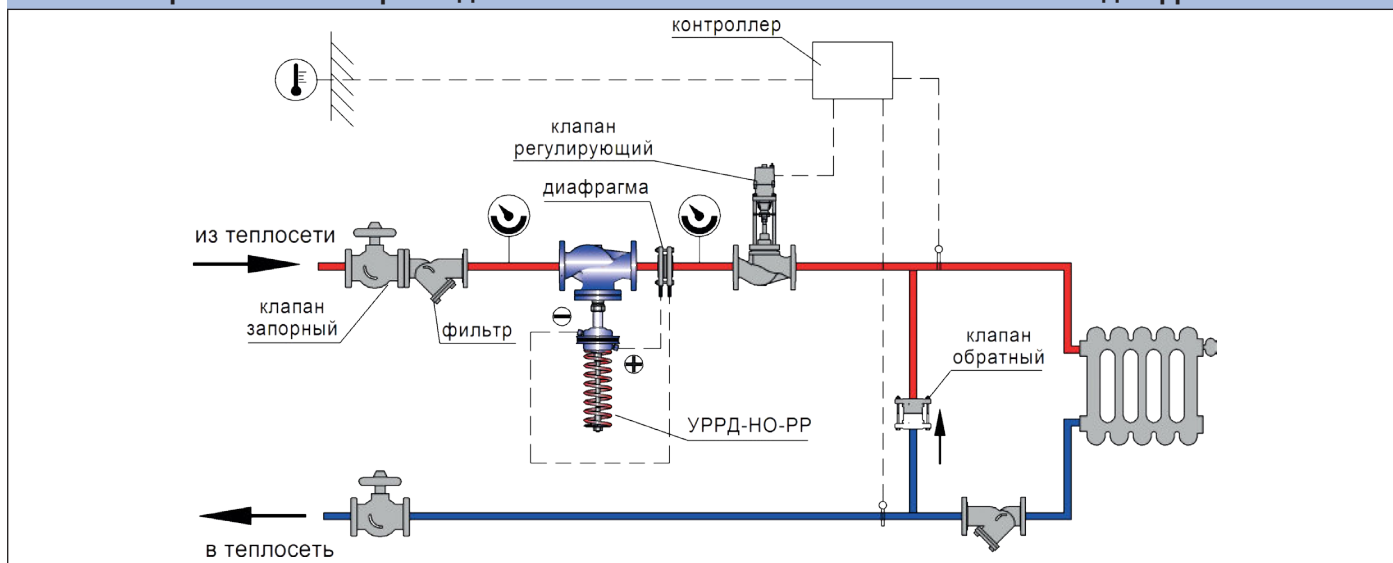 контроллер
клапан
регулирующий
диафрагма
из теплосети
клапан
запорный
фильтр
клапан
обратный
УРРД-НО-РР
в теплосеть